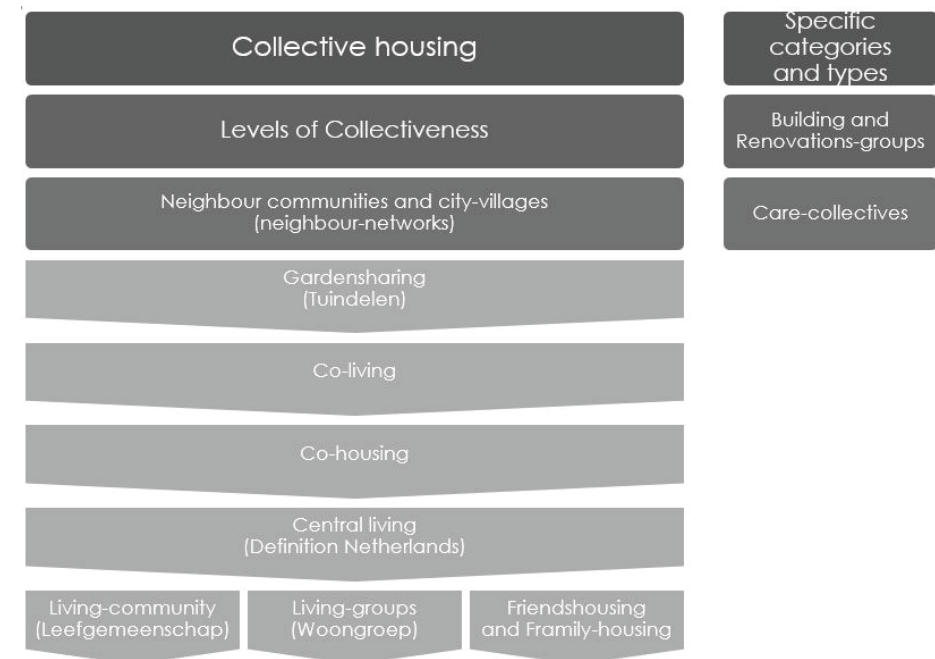 Collective housing
Levels of Collectiveness
Neighbour communities and city-villages
(neighbour-networks)
Gardensharing
(Tuindelen)
Co-living
Co-housing
Central living
(Definition Netherlands)
Living-community
(Leefgemeenschap)
Living-groups
(Woongroep)
Friendshousing
and Framily-housing
Specific
categories
and types
Building and
Renovations-groups
Care-collectives